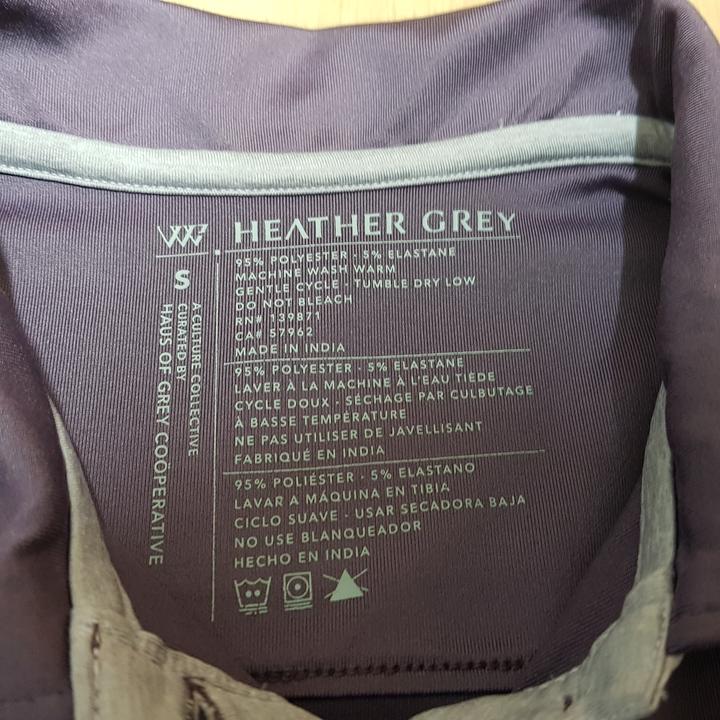 HEATHER GREY
S
A CULTURE COLLECTIVE
CURATED BY
HAUS OF GREY COÖPERATIVE
95% POLYESTER · 5% ELASTANE
MACHINE WASH WARM
GENTLE CYCLE · TUMBLE DRY LOW
DO NOT BLEACH
RN# 139871
CA# 57962
MADE IN INDIA
95% POLYESTER · 5% ELASTANE
LAVER À LA MACHINE À L'EAU TIÈDE
CYCLE DOUX · SÉCHAGE PAR CULBUTAGE
À BASSE TEMPÉRATURE
NE PAS UTILISER DE JAVELLISANT
FABRIQUÉ EN INDIA
95% POLIÉSTER · 5% ELASTANO
LAVAR A MÁQUINA EN TIBIA
CICLO SUAVE · USAR SECADORA BAJA
NO USE BLANQUEADOR
HECHO EN INDIA